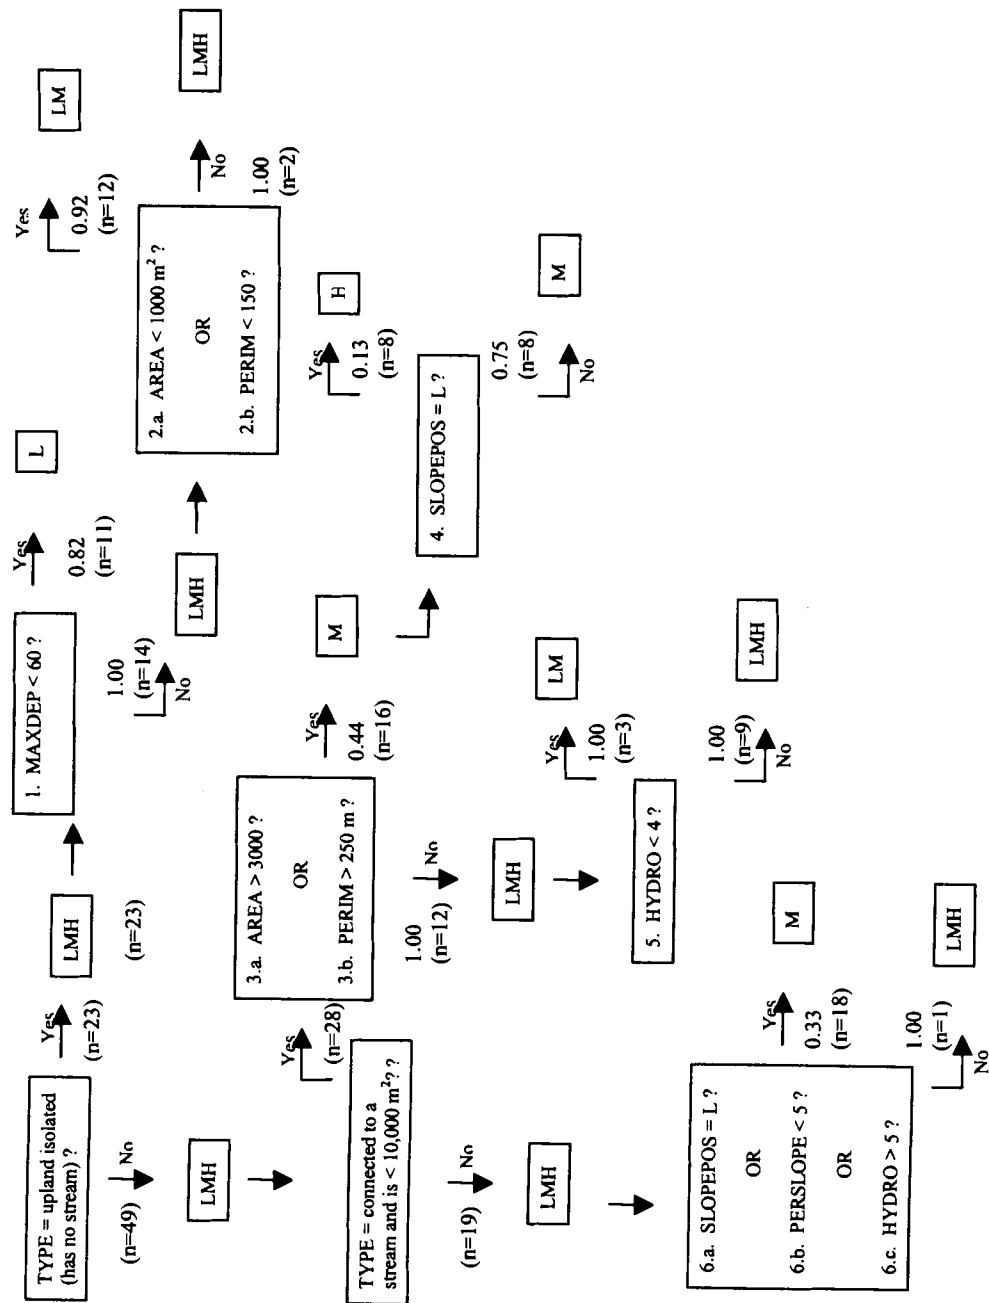 TYPE = upland isolated
(has no stream) ?
Yes
(n=23)
LMH
(n=23)
1. MAXDEP < 60 ?
Yes
0.82
(n=11)
L
1.00
(n=14)
No
LMH
2.a. AREA < 1000 m² ?
OR
2.b. PERIM < 150 ?
Yes
0.92
(n=12)
LM
No
1.00
(n=2)
LMH
No
(n=49)
LMH
TYPE = connected to a
stream and is < 10,000 m²? ?
Yes
(n=28)
3.a. AREA > 3000 ?
OR
3.b. PERIM > 250 m ?
Yes
0.44
(n=16)
M
4. SLOPEPOS = L ?
Yes
0.13
(n=8)
H
0.75
(n=8)
No
M
1.00
(n=12)
No
LMH
5. HYDRO < 4 ?
Yes
1.00
(n=3)
LM
1.00
(n=9)
No
LMH
No
(n=19)
LMH
6.a. SLOPEPOS = L ?
OR
6.b. PERSLOPE < 5 ?
OR
6.c. HYDRO > 5 ?
Yes
0.33
(n=18)
M
1.00
(n=1)
No
LMH